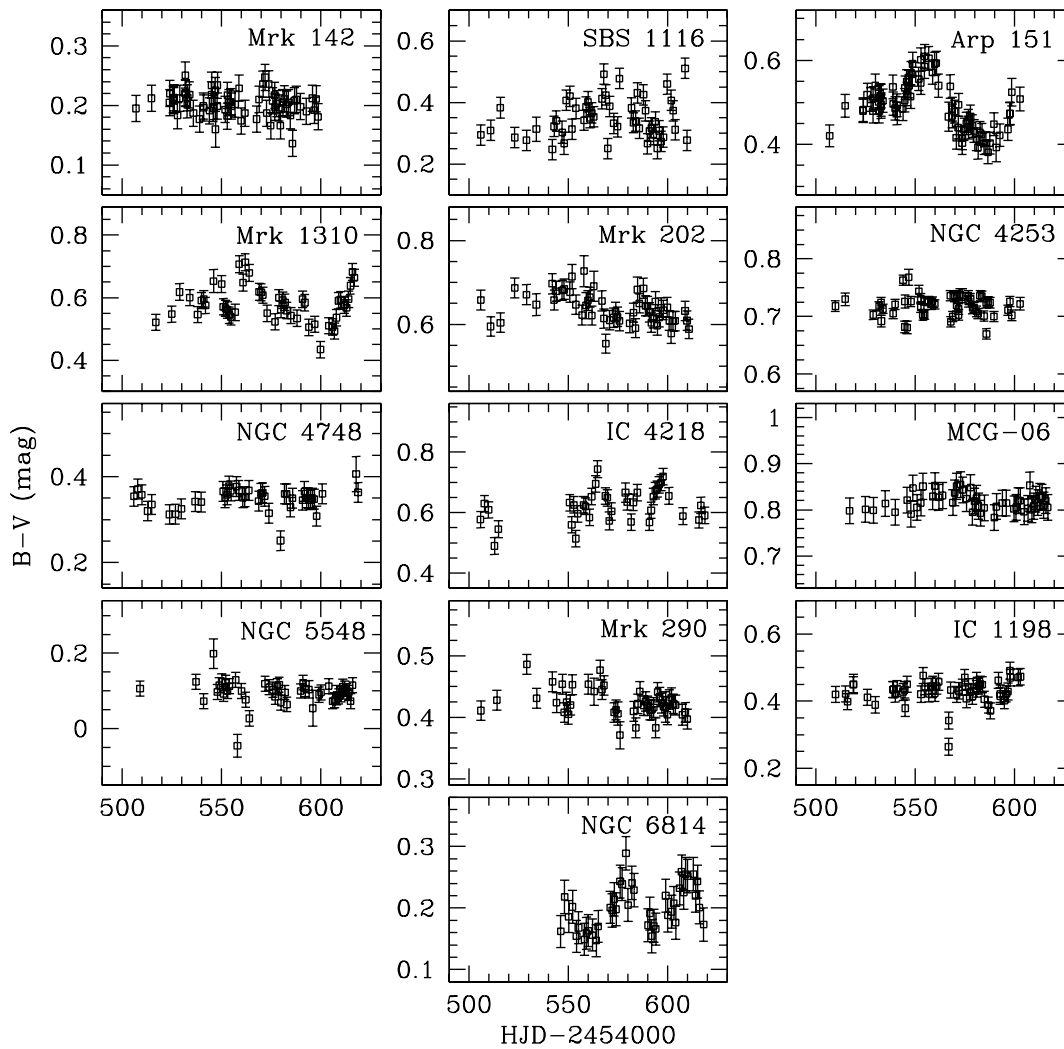 Mrk 142
SBS 1116
Arp 151
0.3
0.2
0.1
0.6
0.4
0.2
0.6
0.4
Mrk 1310
Mrk 202
NGC 4253
0.8
0.6
0.4
0.8
0.6
0.8
0.7
0.6
NGC 4748
IC 4218
MCG−06
0.4
0.2
0.8
0.6
0.4
1
0.9
0.8
0.7
B−V (mag)
NGC 5548
Mrk 290
IC 1198
0.2
0
0.5
0.4
0.3
0.6
0.4
0.2
500 550 600
500 550 600
NGC 6814
0.3
0.2
0.1
500 550 600
HJD−2454000